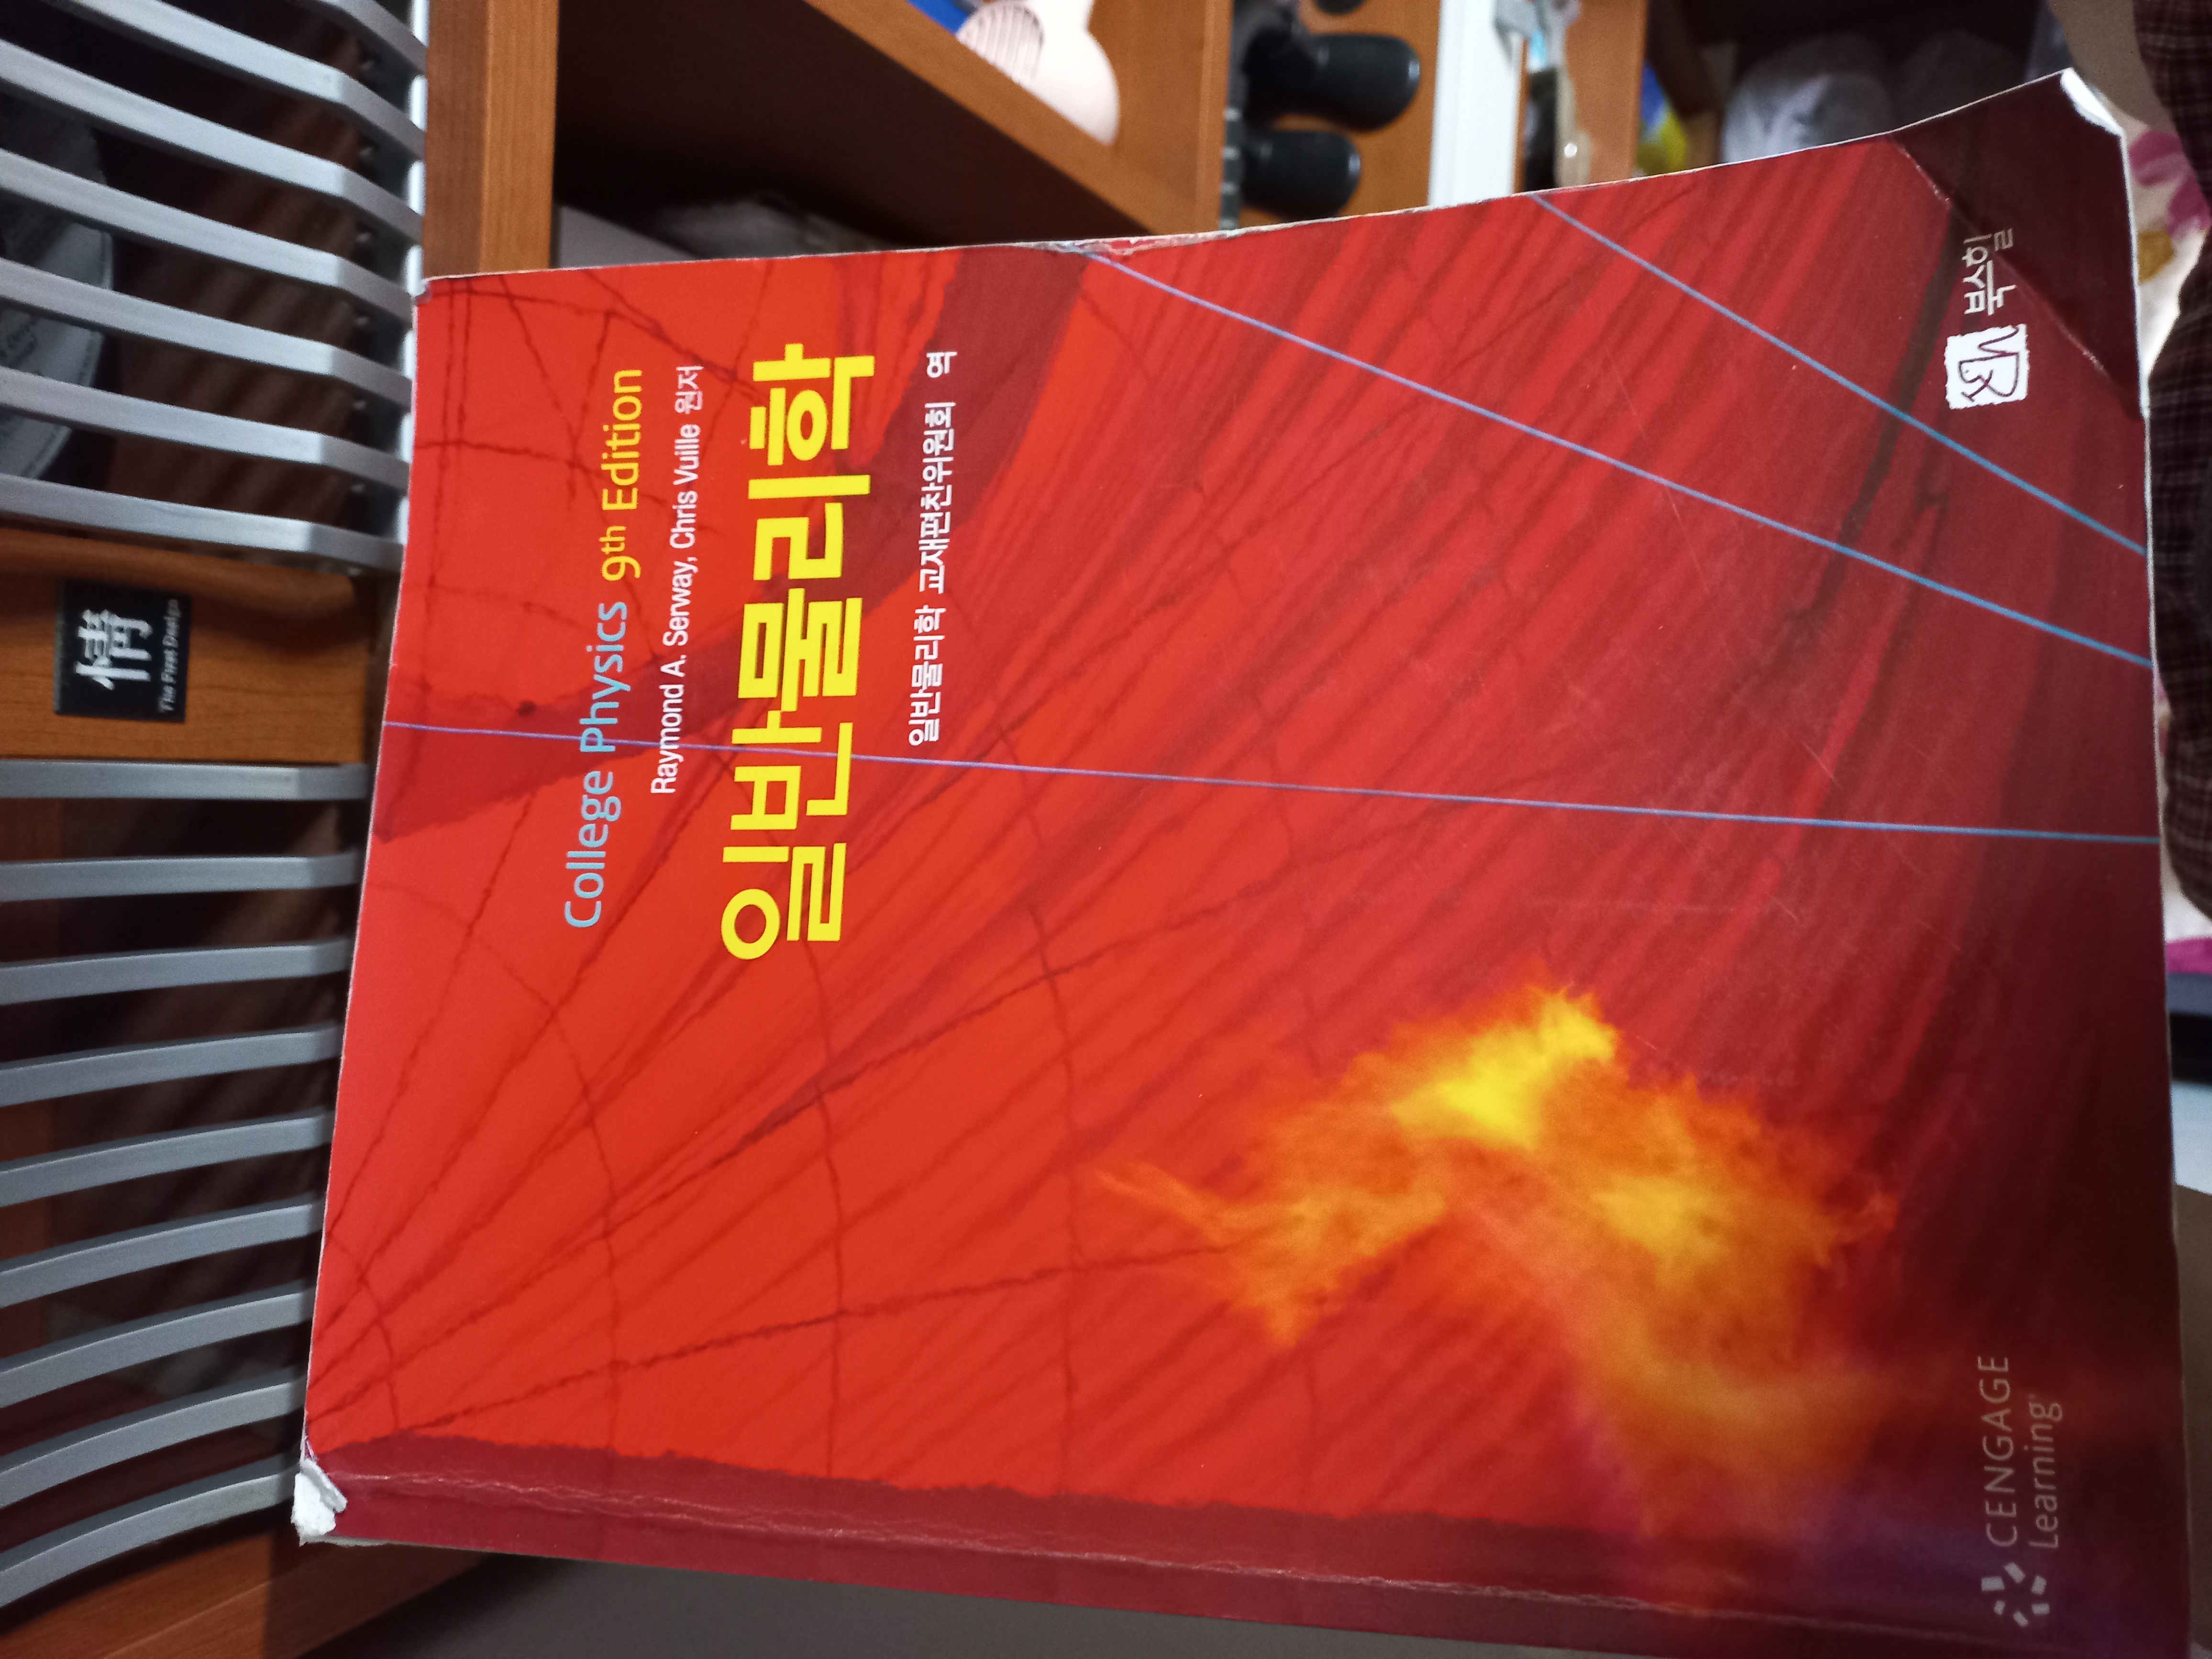 情
The First Design
College Physics 9th Edition
Raymond A. Serway, Chris Vuille 원저
일반물리학
일반물리학 교재편찬위원회 역
CENGAGE
Learning
북스힐